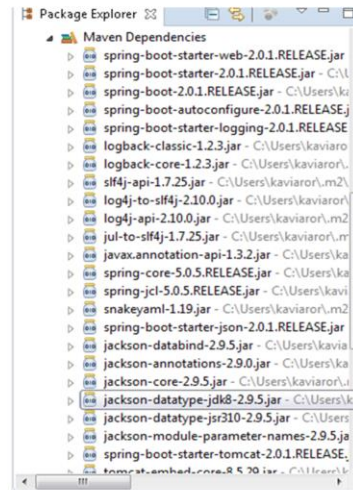 Package Explorer
Maven Dependencies
spring-boot-starter-web-2.0.1.RELEASE.jar
spring-boot-starter-2.0.1.RELEASE.jar - C:\U
spring-boot-2.0.1.RELEASE.jar - C:\Users\ka
spring-boot-autoconfigure-2.0.1.RELEASE.j
spring-boot-starter-logging-2.0.1.RELEASE
logback-classic-1.2.3.jar - C:\Users\kaviaro
logback-core-1.2.3.jar - C:\Users\kaviaror\.
slf4j-api-1.7.25.jar - C:\Users\kaviaror\.m2\
log4j-to-slf4j-2.10.0.jar - C:\Users\kaviaror\
log4j-api-2.10.0.jar - C:\Users\kaviaror\.m2
jul-to-slf4j-1.7.25.jar - C:\Users\kaviaror\.m
javax.annotation-api-1.3.2.jar - C:\Users\ka
spring-core-5.0.5.RELEASE.jar - C:\Users\ka
spring-jcl-5.0.5.RELEASE.jar - C:\Users\kavi
snakeyaml-1.19.jar - C:\Users\kaviaror\.m2
spring-boot-starter-json-2.0.1.RELEASE.jar
jackson-databind-2.9.5.jar - C:\Users\kavia
jackson-annotations-2.9.0.jar - C:\Users\ka
jackson-core-2.9.5.jar - C:\Users\kaviaror\.
jackson-datatype-jdk8-2.9.5.jar - C:\Users\k
jackson-datatype-jsr310-2.9.5.jar - C:\Users
jackson-module-parameter-names-2.9.5.ja
spring-boot-starter-tomcat-2.0.1.RELEASE.
tomcat-embed-core-8.5.29.jar - C:\Users\